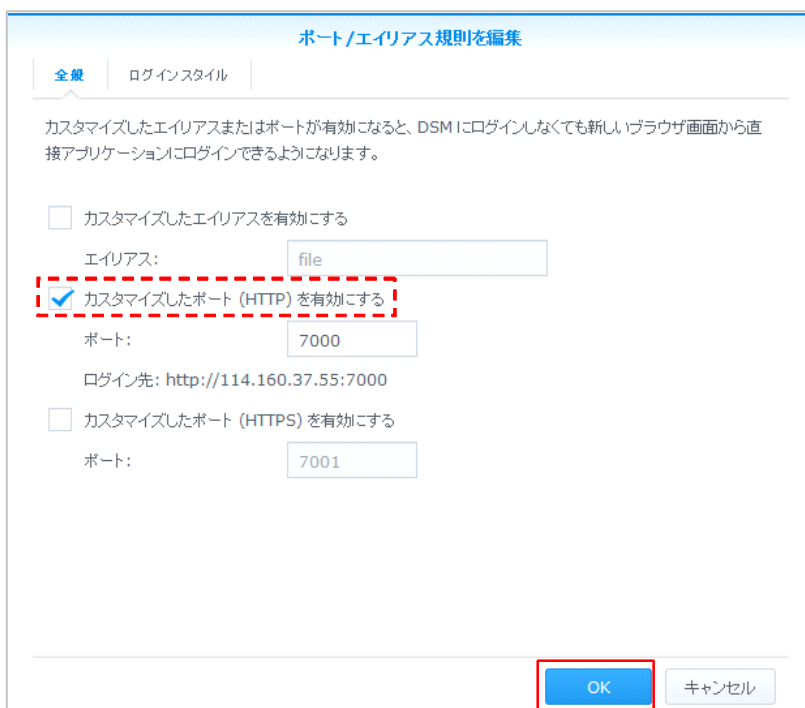 ポート/エイリアス規則を編集
全般 ログインスタイル
カスタマイズしたエイリアスまたはポートが有効になると、DSMにログインしなくても新しいブラウザ画面から直
接アプリケーションにログインできるようになります。
カスタマイズしたエイリアスを有効にする
エイリアス: file
カスタマイズしたポート (HTTP) を有効にする
ポート: 7000
ログイン先: http://114.160.37.55:7000
カスタマイズしたポート (HTTPS) を有効にする
ポート: 7001
OK キャンセル